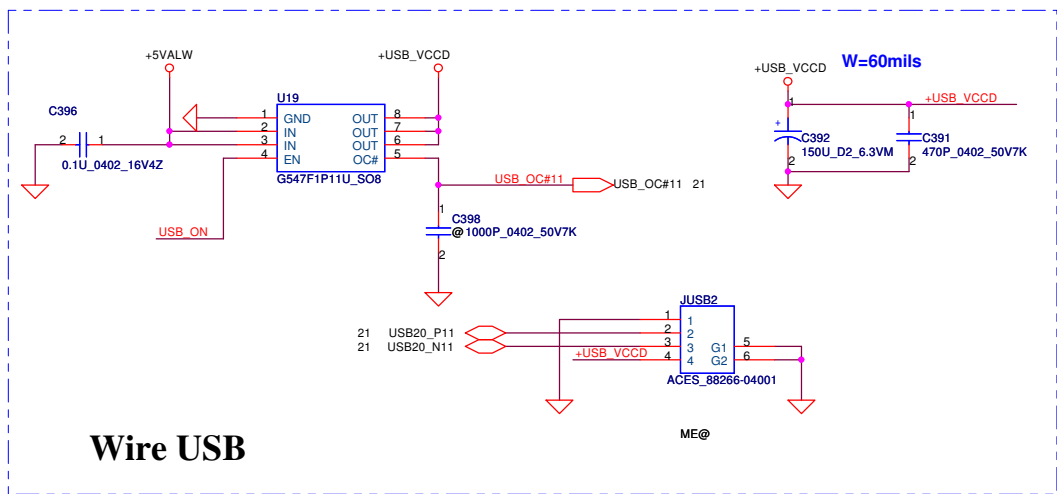 +5VALW
+USB_VCCD
U19
C396
2
1
0.1U_0402_16V4Z
1
2
3
4
GND
IN
IN
EN
OUT
OUT
OUT
OC#
8
7
6
5
G547F1P11U_SO8
USB_ON
USB_OC#11
USB_OC#11 21
1
C398
@ 1000P_0402_50V7K
2
W=60mils
+USB_VCCD
+USB_VCCD
1
+
C392
150U_D2_6.3VM
2
1
C391
470P_0402_50V7K
2
JUSB2
21 USB20_P11
21 USB20_N11
+USB_VCCD
1
2
3
4
1
2
3
4
G1
G2
5
6
ACES_88266-04001
ME@
Wire USB